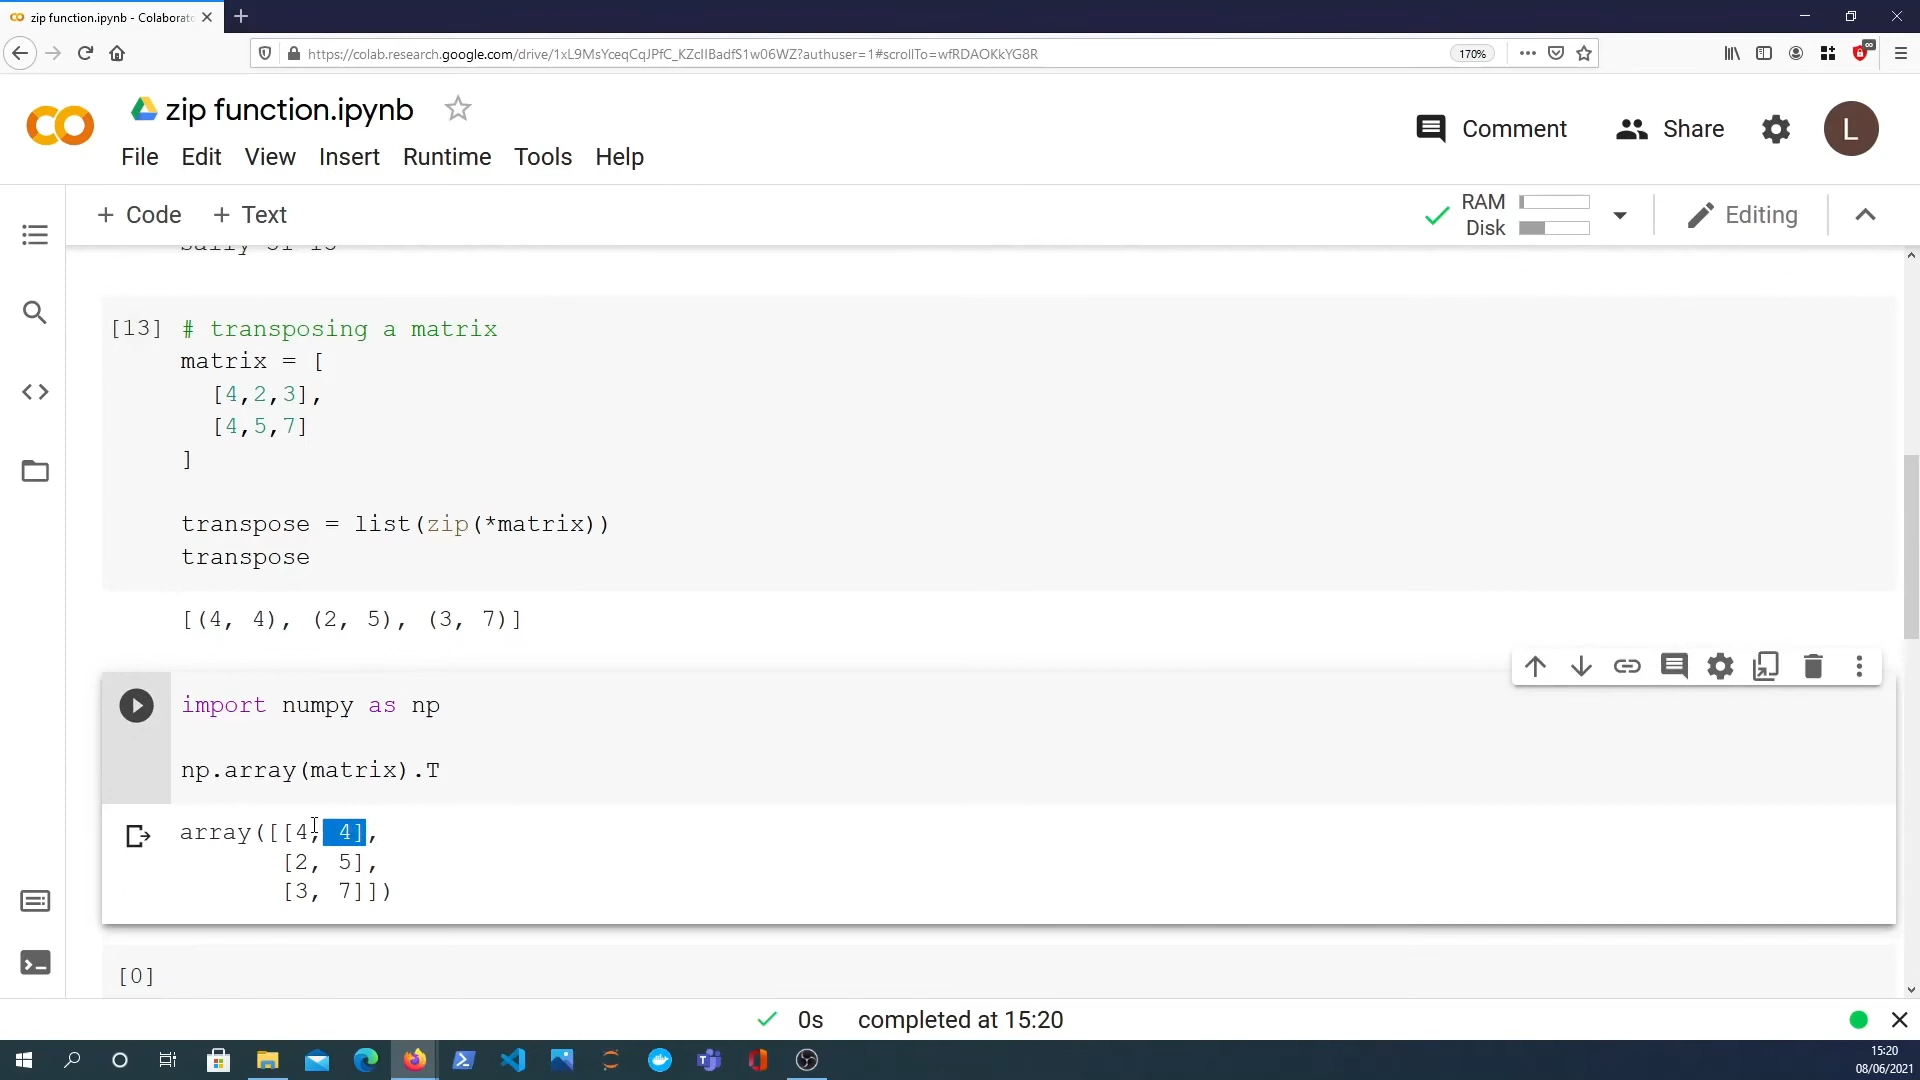 zip function.ipynb - Colaborato
https://colab.research.google.com/drive/1xL9MsYceqCqJPfC_KZcIIBadfS1w06WZ?authuser=1#scrollTo=wfRDAOKkYG8R
170%
zip function.ipynb
Comment
Share
L
File Edit View Insert Runtime Tools Help
+ Code + Text
RAM
Disk
Editing
[13] # transposing a matrix
matrix = [
[4,2,3],
[4,5,7]
]
transpose = list(zip(*matrix))
transpose
[(4, 4), (2, 5), (3, 7)]
import numpy as np
np.array(matrix).T
array([[4, 4],
[2, 5],
[3, 7]])
[0]
0s completed at 15:20
15:20
08/06/2021